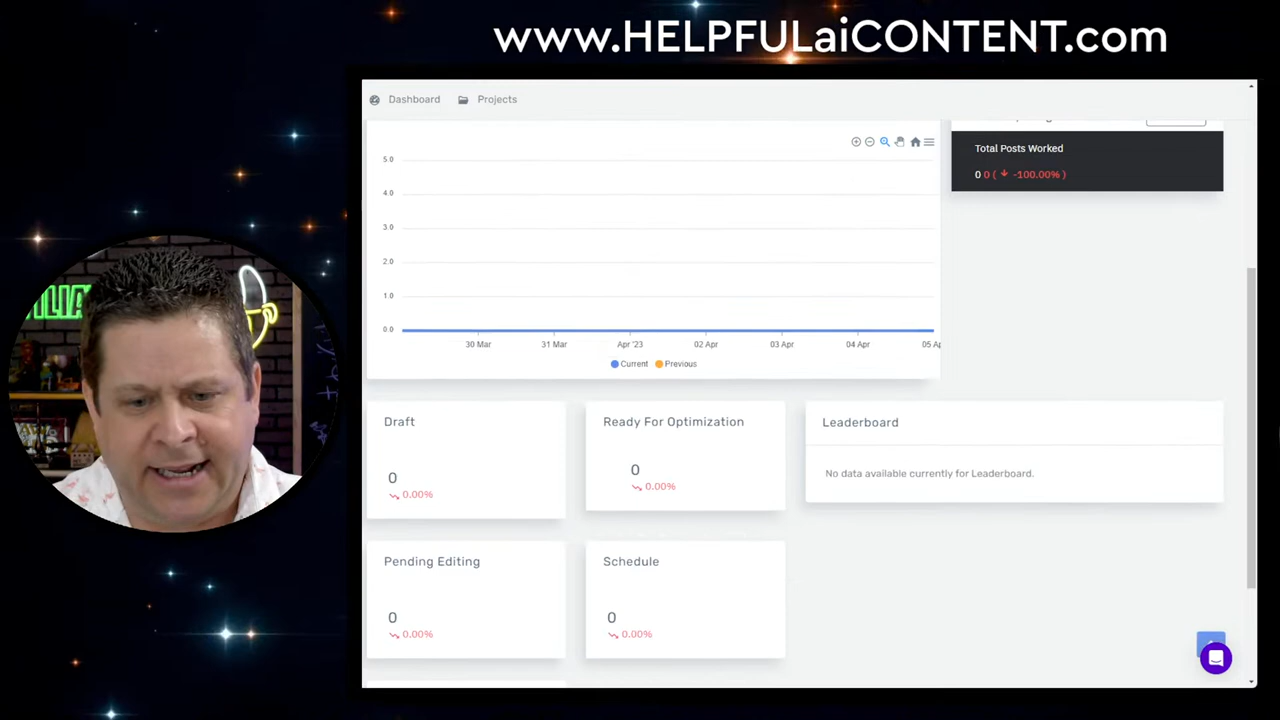 www.HELPFULaiCONTENT.com
Dashboard Projects
Total Posts Worked
0 0 ( -100.00% )
5.0
4.0
3.0
2.0
1.0
0.0
30 Mar 31 Mar Apr '23 02 Apr 03 Apr 04 Apr 05 Ap
Current Previous
Draft
0
0.00%
Ready For Optimization
0
0.00%
Leaderboard
No data available currently for Leaderboard.
Pending Editing
0
0.00%
Schedule
0
0.00%